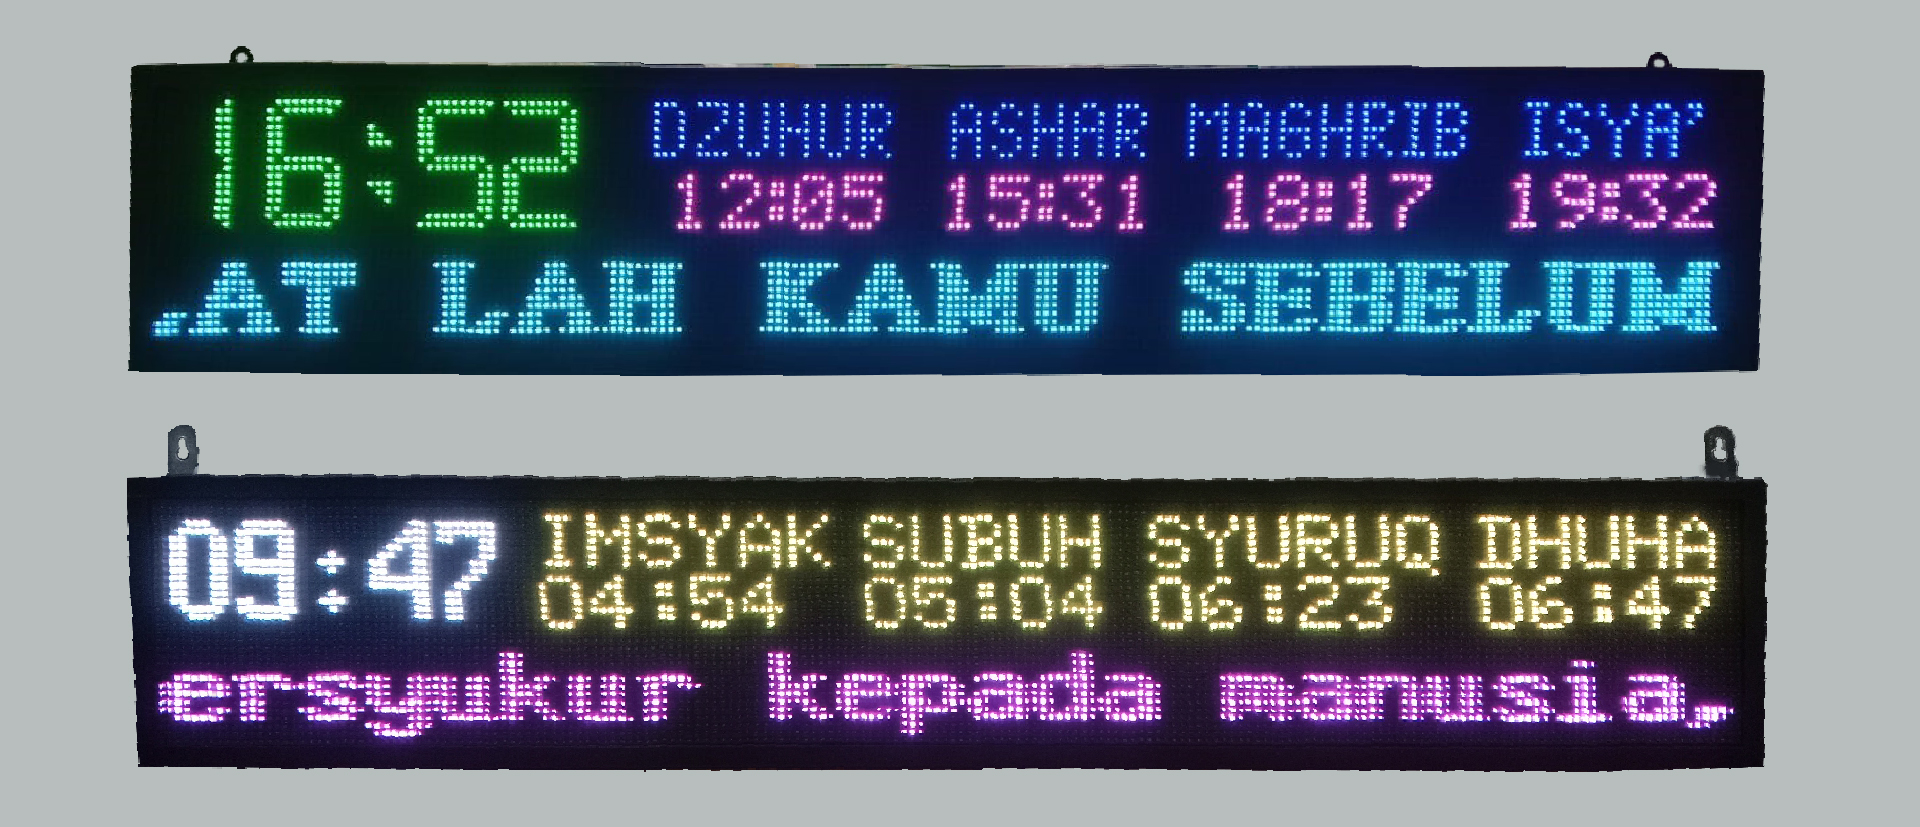 16:52 DZUHUR ASHAR MAGHRIB ISYA'
12:05 15:31 18:17 19:32
AT LAH KAMU SEBELUM
09:47 IMSYAK SUBUH SYURUQ DHUHA
04:54 05:04 06:23 06:47
ersyukur kepada manusia.